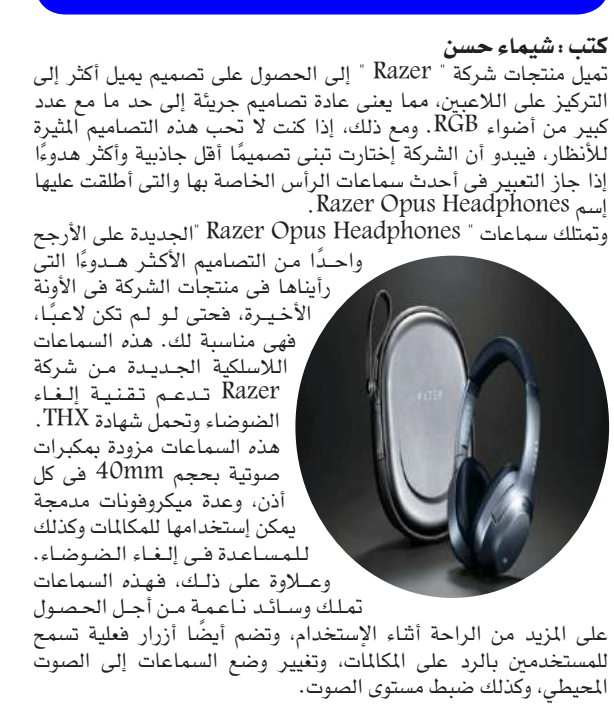 كتب : شيماء حسن
تميل منتجات شركة " Razer " إلى الحصول على تصميم يميل أكثر إلى
التركيز على اللاعبين، مما يعنى عادة تصاميم جريئة إلى حد ما مع عدد
كبير من أضواء RGB. ومع ذلك، إذا كنت لا تحب هذه التصاميم المثيرة
للأنظار، فيبدو أن الشركة إختارت تبنى تصميمًا أقل جاذبية وأكثر هدوءًا
إذا جاز التعبير فى أحدث سماعات الرأس الخاصة بها والتى أطلقت عليها
إسم Razer Opus Headphones.
وتمتلك سماعات " Razer Opus Headphones "الجديدة على الأرجح
واحدًا من التصاميم الأكثر هدوءًا التى
رأيناها فى منتجات الشركة فى الأونة
الأخيرة، فحتى لو لم تكن لاعبًا،
فهى مناسبة لك. هذه السماعات
اللاسلكية الجديدة من شركة
Razer تدعم تقنية إلغاء
الضوضاء وتحمل شهادة THX.
هذه السماعات مزودة بمكبرات
صوتية بحجم 40mm فى كل
أذن، وعدة ميكروفونات مدمجة
يمكن إستخدامها للمكالمات وكذلك
للمساعدة فى إلغاء الضوضاء.
وعلاوة على ذلك، فهذه السماعات
تملك وسائد ناعمة من أجل الحصول
على المزيد من الراحة أثناء الإستخدام، وتضم أيضًا أزرار فعلية تسمح
للمستخدمين بالرد على المكالمات، وتغيير وضع السماعات إلى الصوت
المحيطي، وكذلك ضبط مستوى الصوت.
RAZER